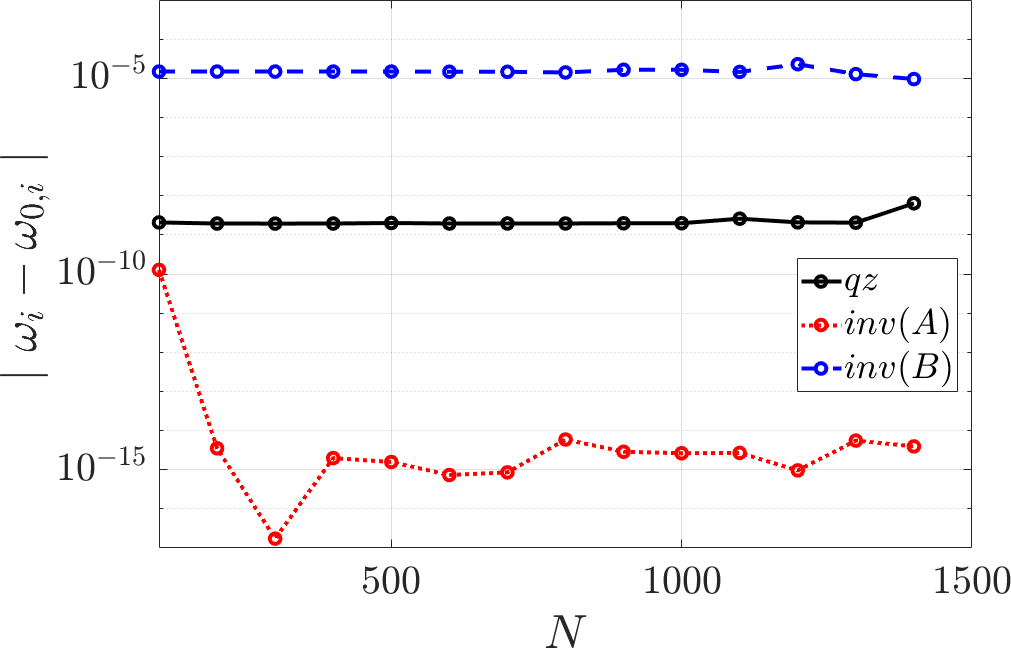 | ω_i − ω_{0,i} |
10^{-5}
10^{-10}
10^{-15}
qz
inv(A)
inv(B)
500 1000 1500
N